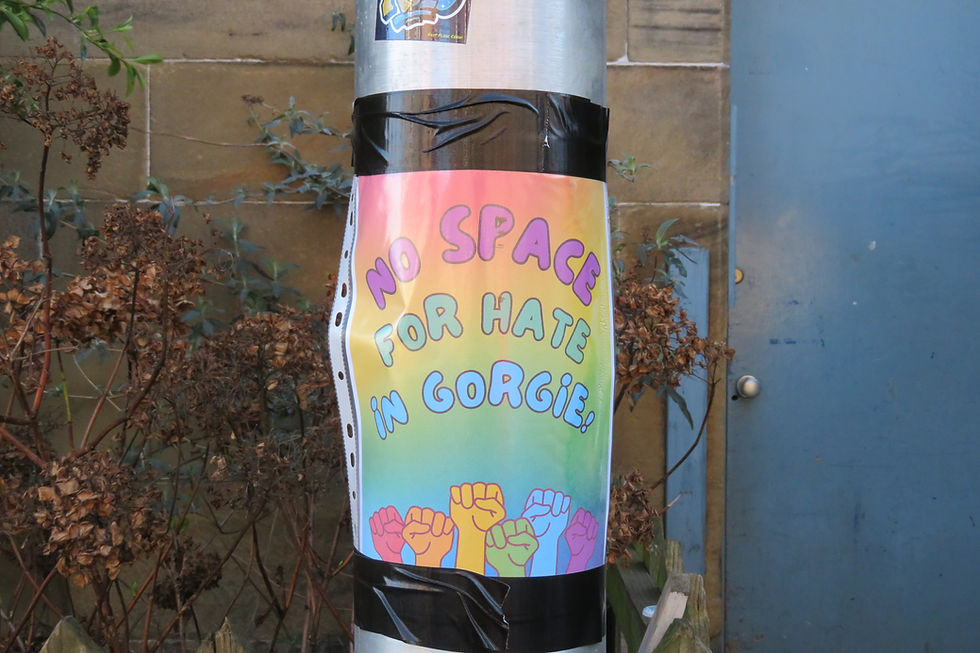 NO SPACE
FOR HATE
IN GORGIE!